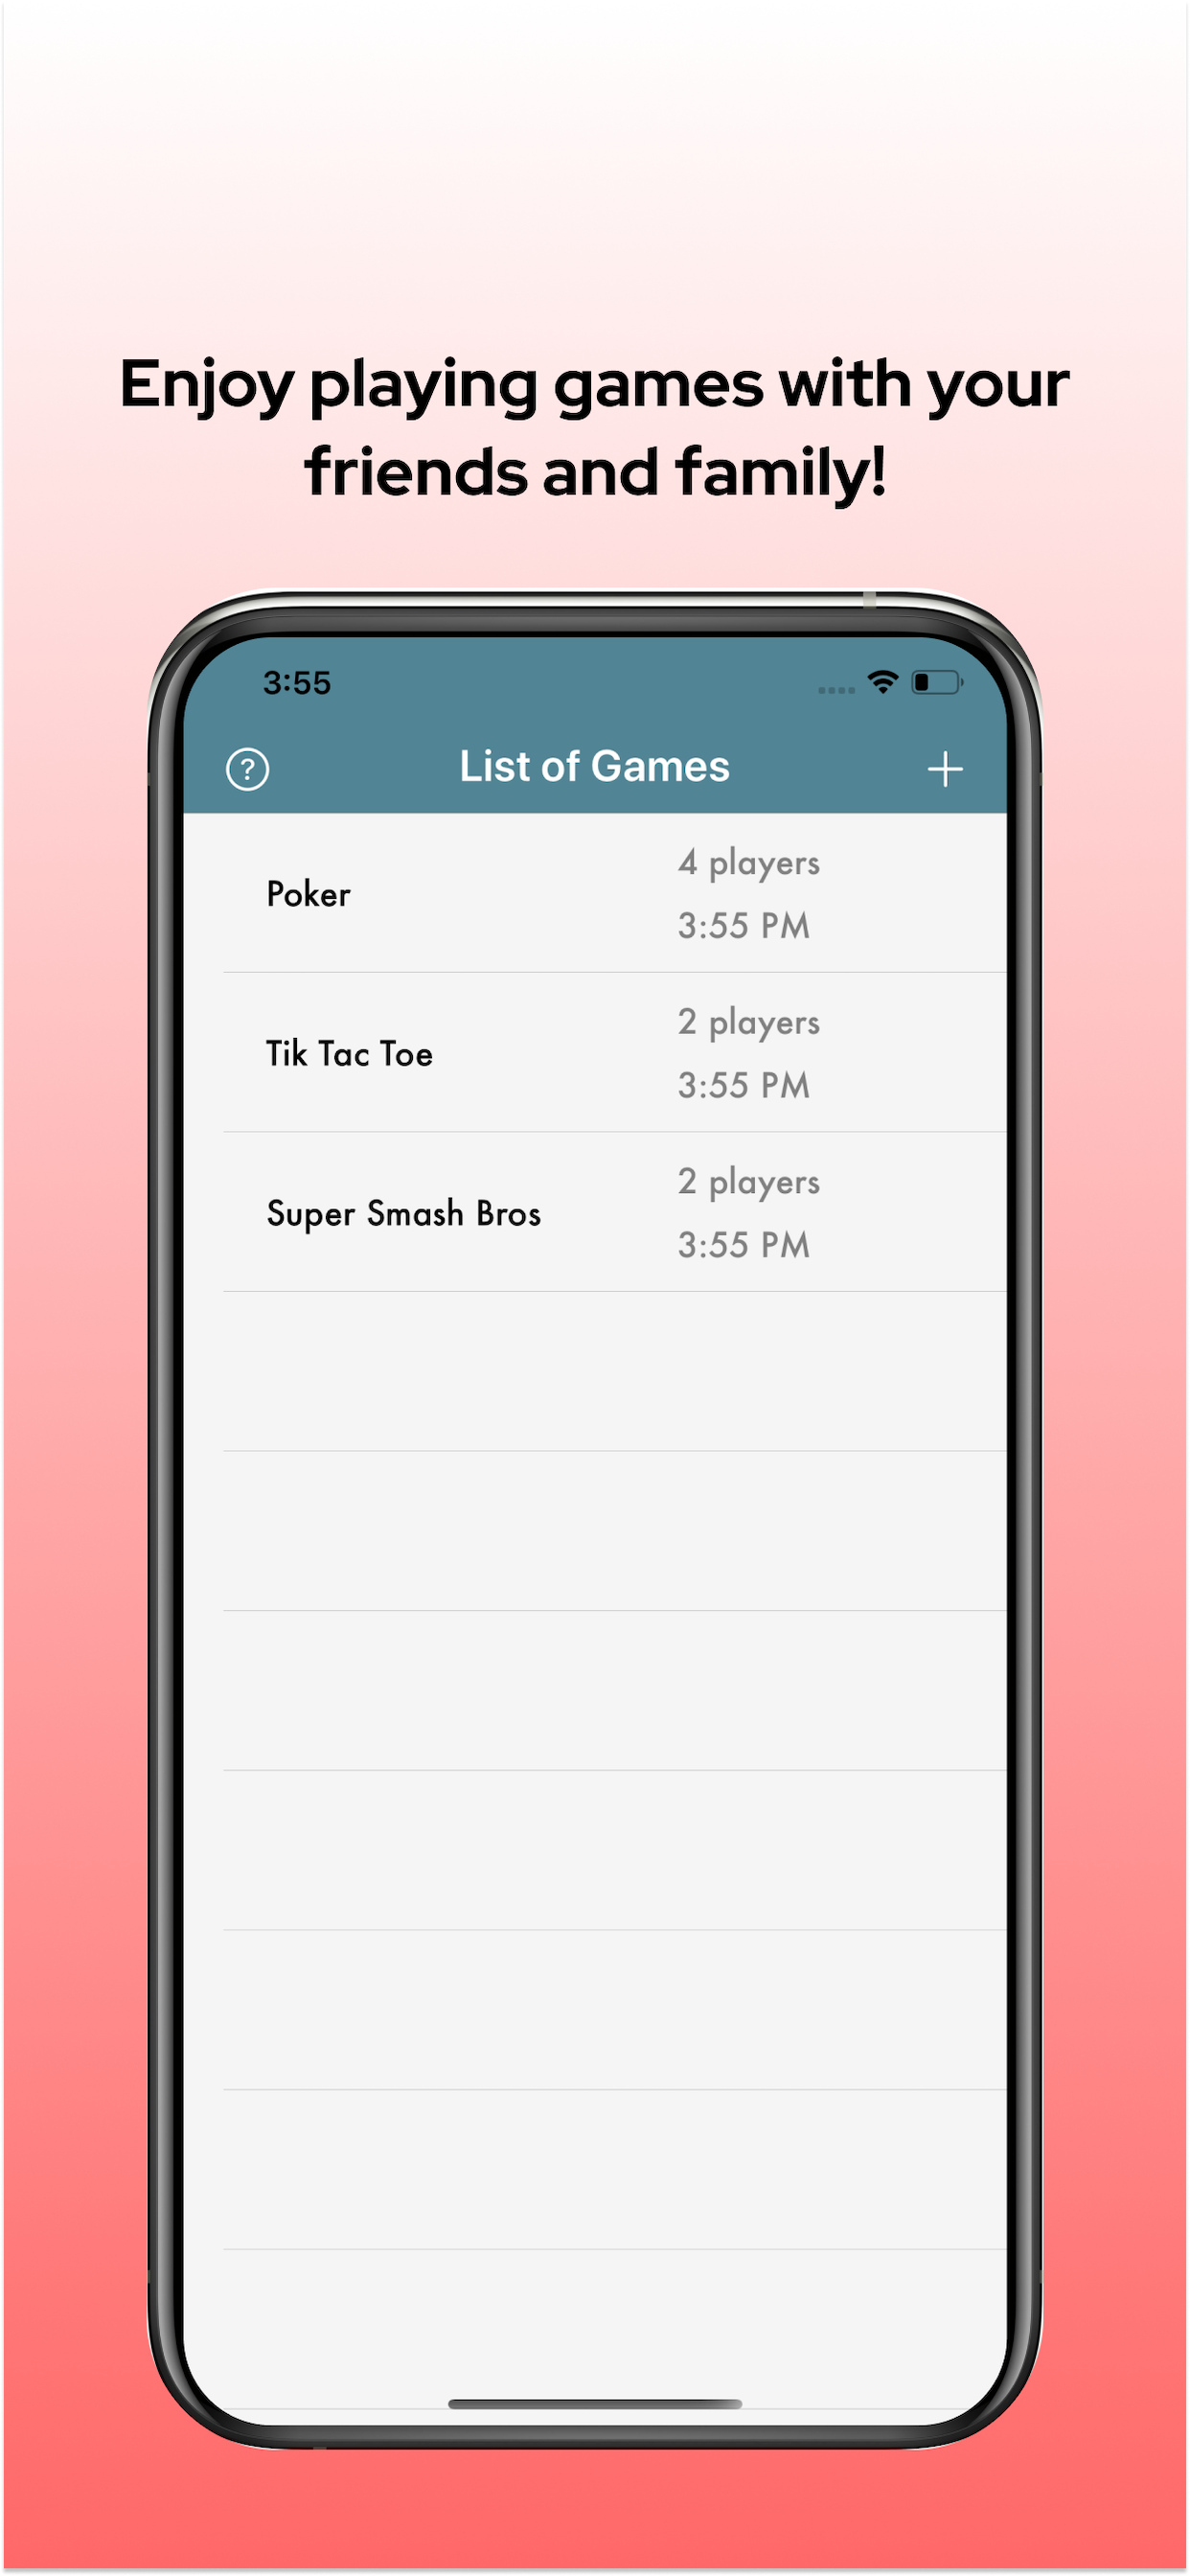 Enjoy playing games with your
friends and family!
3:55
?
List of Games
+
Poker
4 players
3:55 PM
Tik Tac Toe
2 players
3:55 PM
Super Smash Bros
2 players
3:55 PM